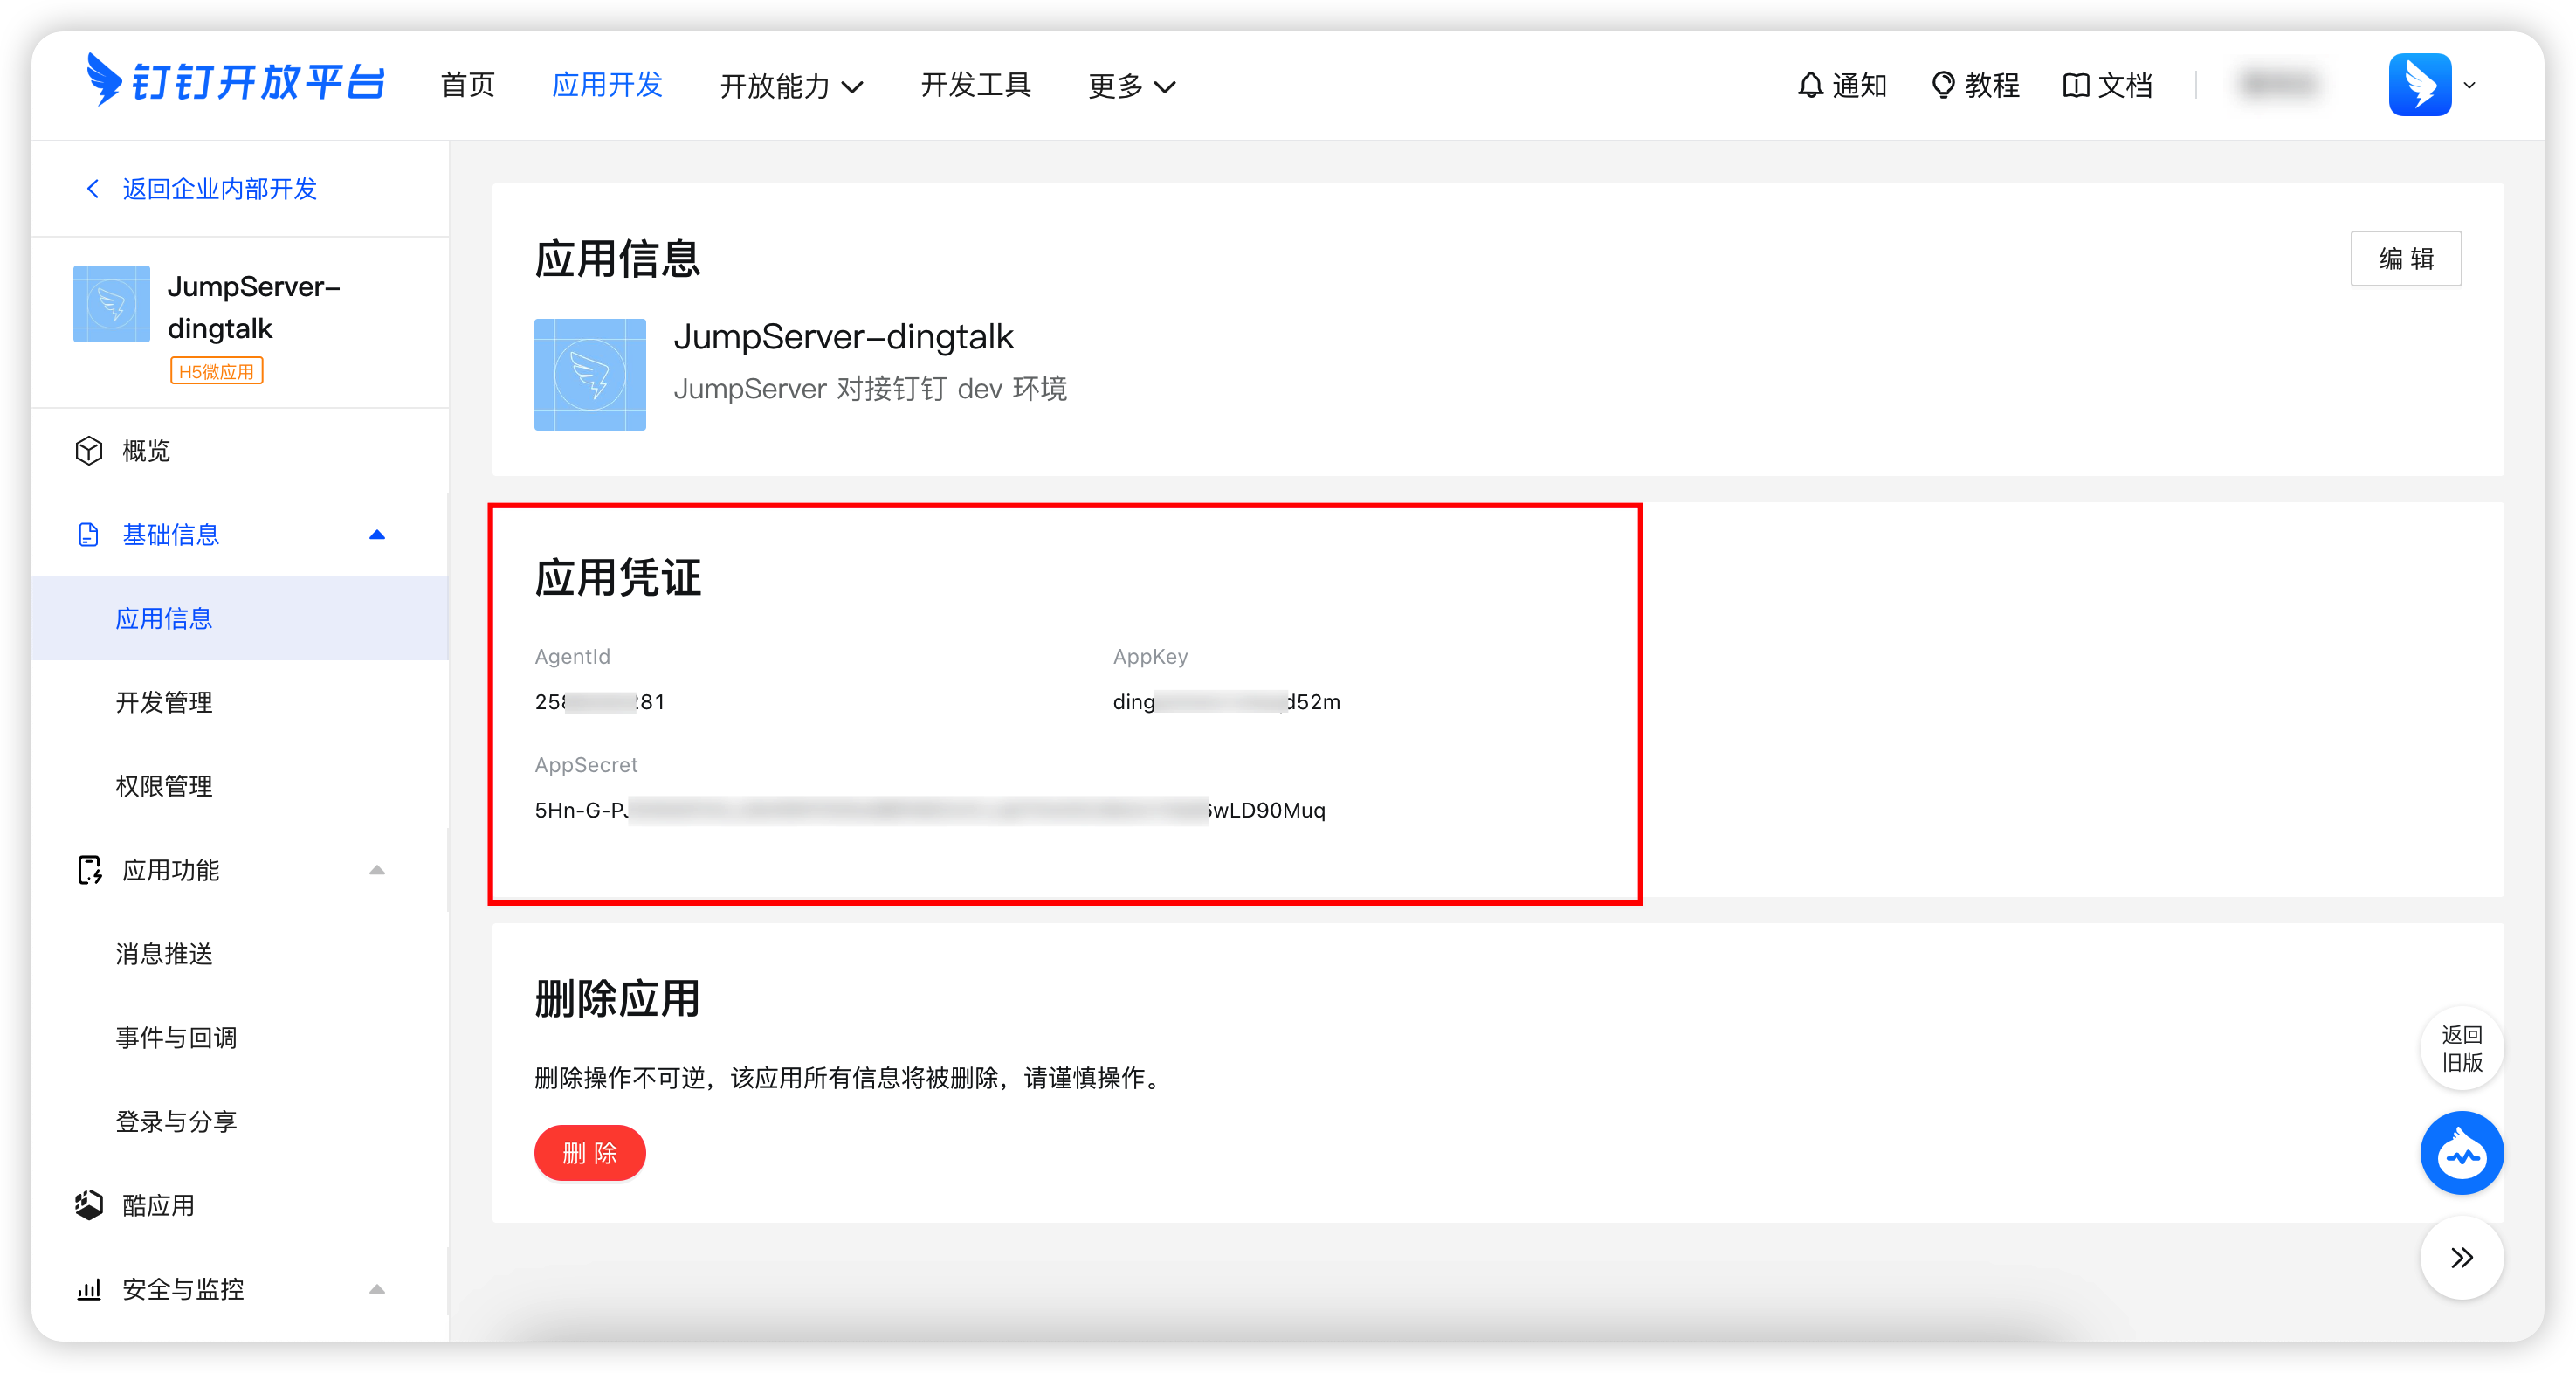 钉钉开放平台
首页
应用开发
开放能力
开发工具
更多
通知
教程
文档
返回企业内部开发
JumpServer-
dingtalk
H5微应用
概览
基础信息
应用信息
开发管理
权限管理
应用功能
消息推送
事件与回调
登录与分享
酷应用
安全与监控
应用信息
编 辑
JumpServer-dingtalk
JumpServer 对接钉钉 dev 环境
应用凭证
AgentId
258 281
AppKey
ding d52m
AppSecret
5Hn-G-PJ 6wLD90Muq
删除应用
删除操作不可逆，该应用所有信息将被删除，请谨慎操作。
删 除
返回
旧版